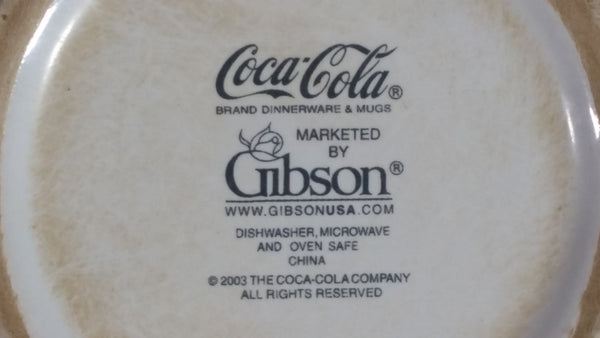 Coca-Cola®
BRAND DINNERWARE & MUGS
MARKETED
BY
Gibson®
WWW.GIBSONUSA.COM
DISHWASHER, MICROWAVE
AND OVEN SAFE
CHINA
© 2003 THE COCA-COLA COMPANY
ALL RIGHTS RESERVED